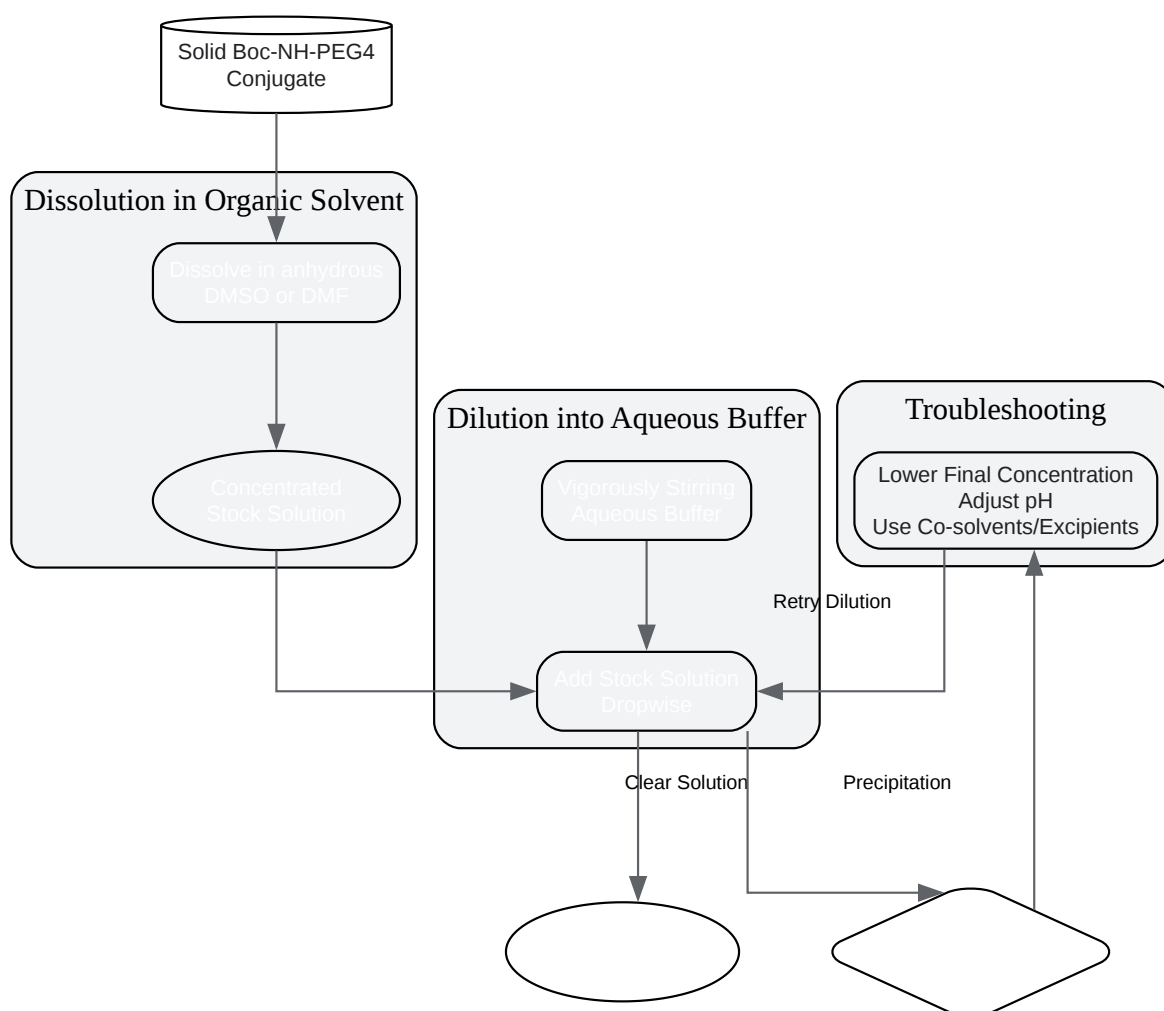 Solid Boc-NH-PEG4
Conjugate
Dissolution in Organic Solvent
Dissolve in anhydrous
DMSO or DMF
Concentrated
Stock Solution
Dilution into Aqueous Buffer
Vigorously Stirring
Aqueous Buffer
Add Stock Solution
Dropwise
Troubleshooting
Lower Final Concentration
Adjust pH
Use Co-solvents/Excipients
Retry Dilution
Clear Solution
Precipitation